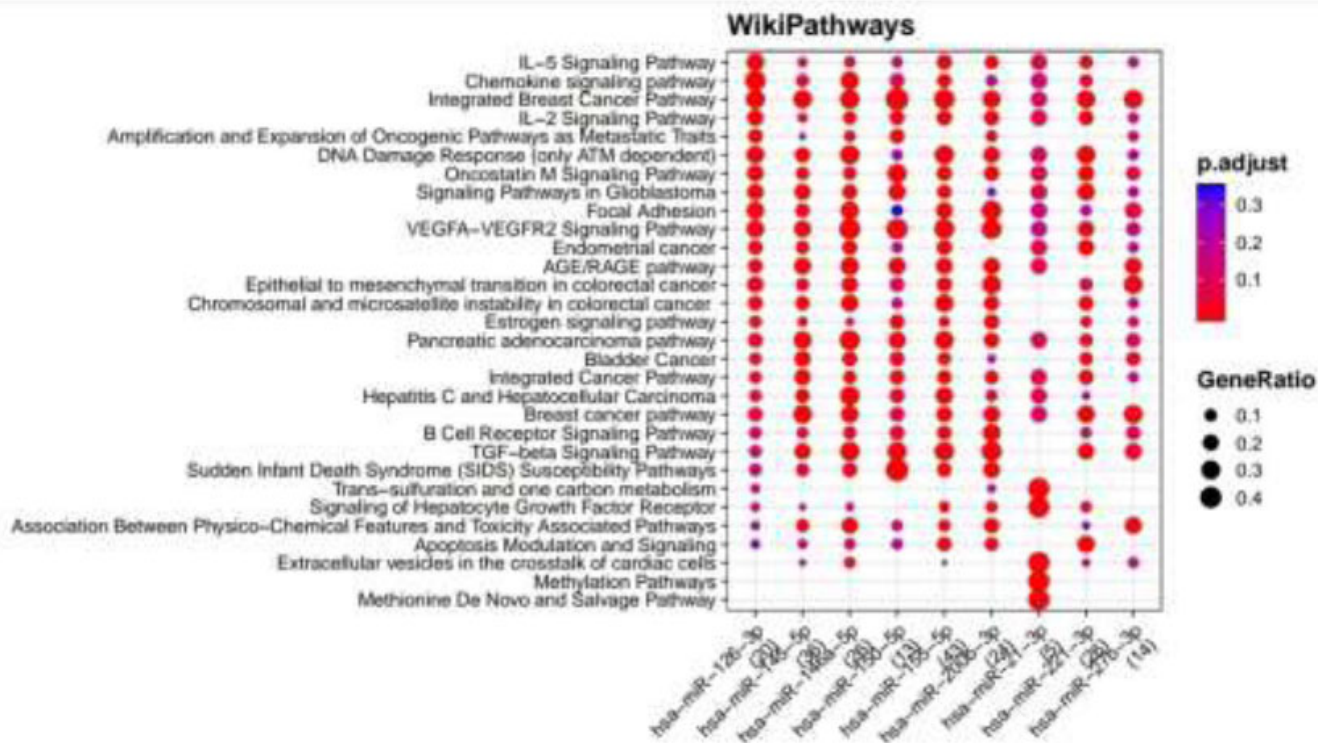 WikiPathways
IL−5 Signaling Pathway
Chemokine signaling pathway
Integrated Breast Cancer Pathway
IL−2 Signaling Pathway
Amplification and Expansion of Oncogenic Pathways as Metastatic Traits
DNA Damage Response (only ATM dependent)
Oncostatin M Signaling Pathway
Signaling Pathways in Glioblastoma
Focal Adhesion
VEGFA−VEGFR2 Signaling Pathway
Endometrial cancer
AGE/RAGE pathway
Epithelial to mesenchymal transition in colorectal cancer
Chromosomal and microsatellite instability in colorectal cancer
Estrogen signaling pathway
Pancreatic adenocarcinoma pathway
Bladder Cancer
Integrated Cancer Pathway
Hepatitis C and Hepatocellular Carcinoma
Breast cancer pathway
B Cell Receptor Signaling Pathway
TGF−beta Signaling Pathway
Sudden Infant Death Syndrome (SIDS) Susceptibility Pathways
Trans−sulfuration and one carbon metabolism
Signaling of Hepatocyte Growth Factor Receptor
Association Between Physico−Chemical Features and Toxicity Associated Pathways
Apoptosis Modulation and Signaling
Extracellular vesicles in the crosstalk of cardiac cells
Methylation Pathways
Methionine De Novo and Salvage Pathway
hsa−miR−21−3p
(5)
hsa−miR−221−3p
(14)
p.adjust
0.3
0.2
0.1
GeneRatio
0.1
0.2
0.3
0.4